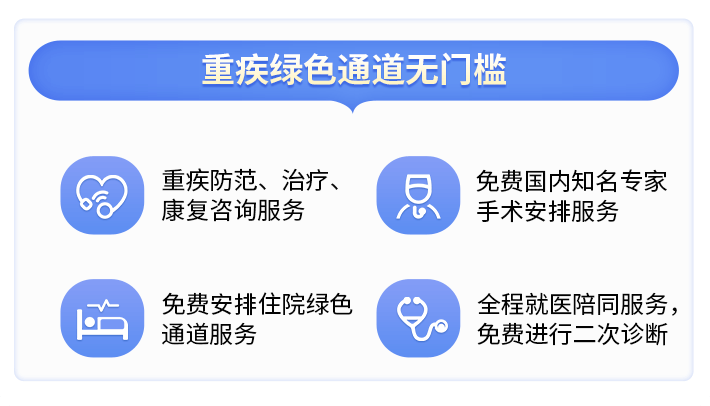 重疾绿色通道无门槛
重疾防范、治疗、
康复咨询服务
免费国内知名专家
手术安排服务
免费安排住院绿色
通道服务
全程就医陪同服务，
免费进行二次诊断